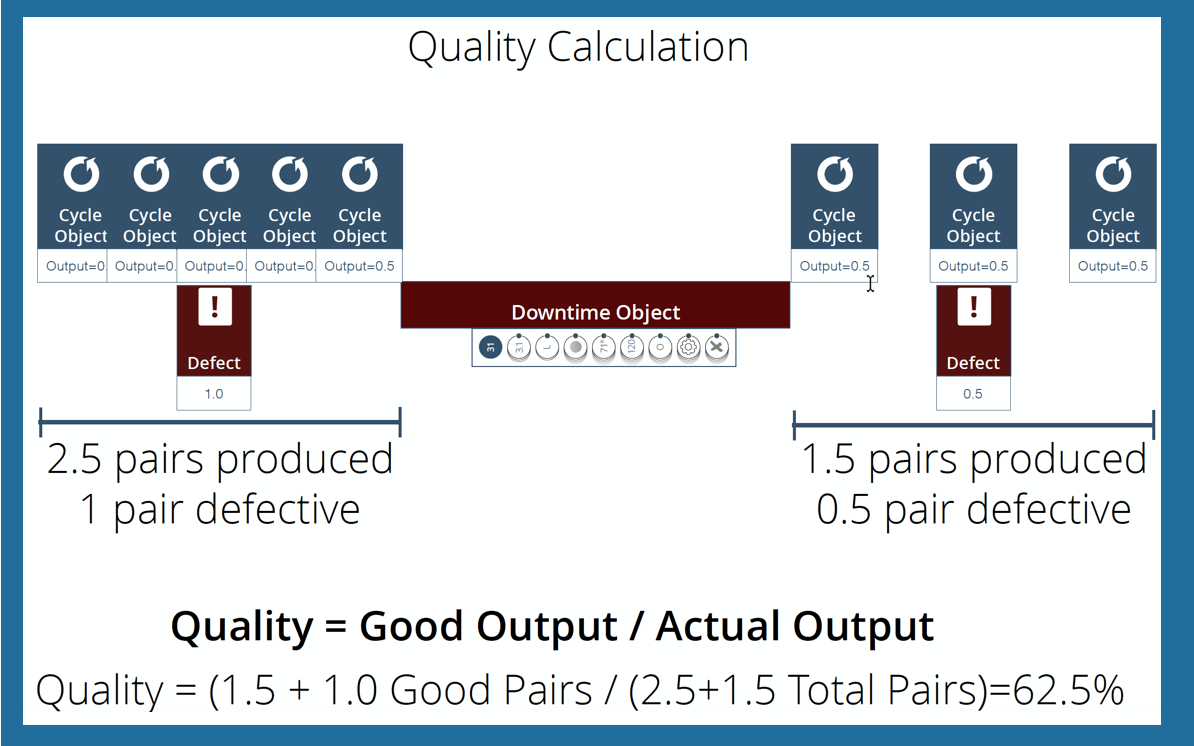 Quality Calculation
Cycle Object
Cycle Object
Cycle Object
Cycle Object
Cycle Object
Cycle Object
Cycle Object
Cycle Object
Output=0
Output=0.
Output=0.
Output=0.
Output=0.5
Output=0.5
Output=0.5
Output=0.5
!
Defect
1.0
Downtime Object
31
3.1
L
71°
120
O
!
Defect
0.5
2.5 pairs produced
1 pair defective
1.5 pairs produced
0.5 pair defective
Quality = Good Output / Actual Output
Quality = (1.5 + 1.0 Good Pairs / (2.5+1.5 Total Pairs)=62.5%